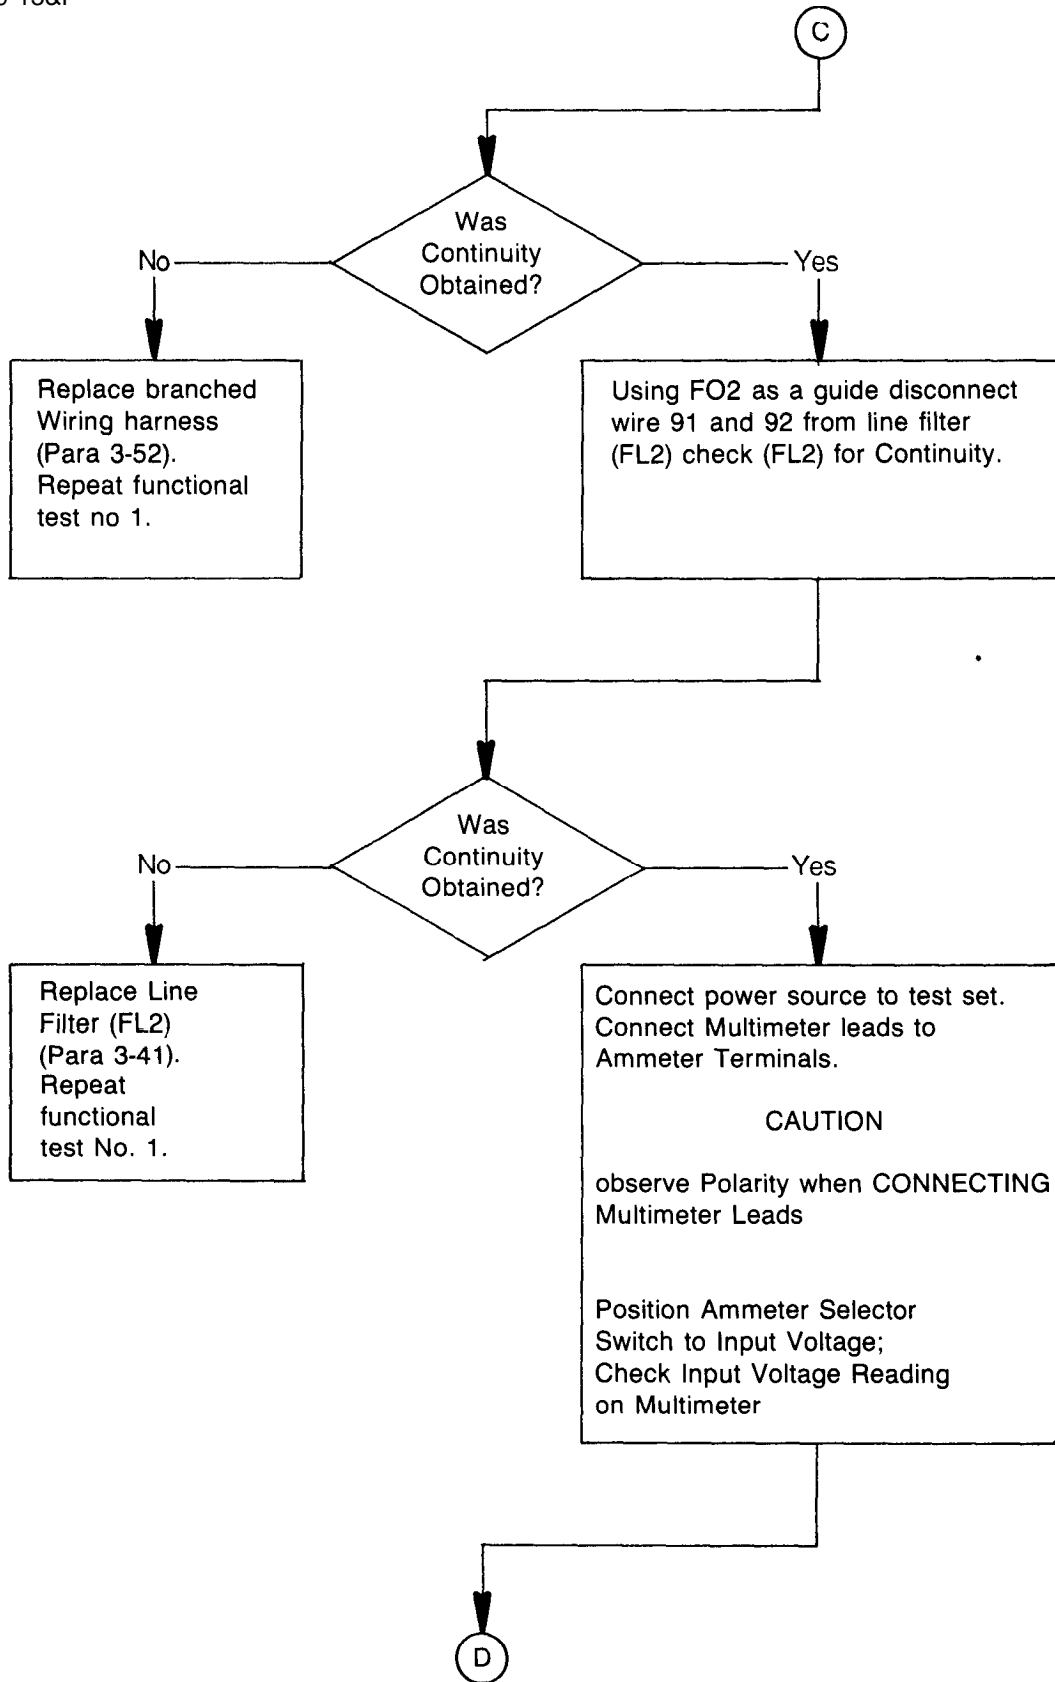 C
Was
Continuity
Obtained?
No
Yes
Replace branched
Wiring harness
(Para 3-52).
Repeat functional
test no 1.
Using FO2 as a guide disconnect
wire 91 and 92 from line filter
(FL2) check (FL2) for Continuity.
Was
Continuity
Obtained?
No
Yes
Replace Line
Filter (FL2)
(Para 3-41).
Repeat
functional
test No. 1.
Connect power source to test set.
Connect Multimeter leads to
Ammeter Terminals.
CAUTION
observe Polarity when CONNECTING
Multimeter Leads
Position Ammeter Selector
Switch to Input Voltage;
Check Input Voltage Reading
on Multimeter
D